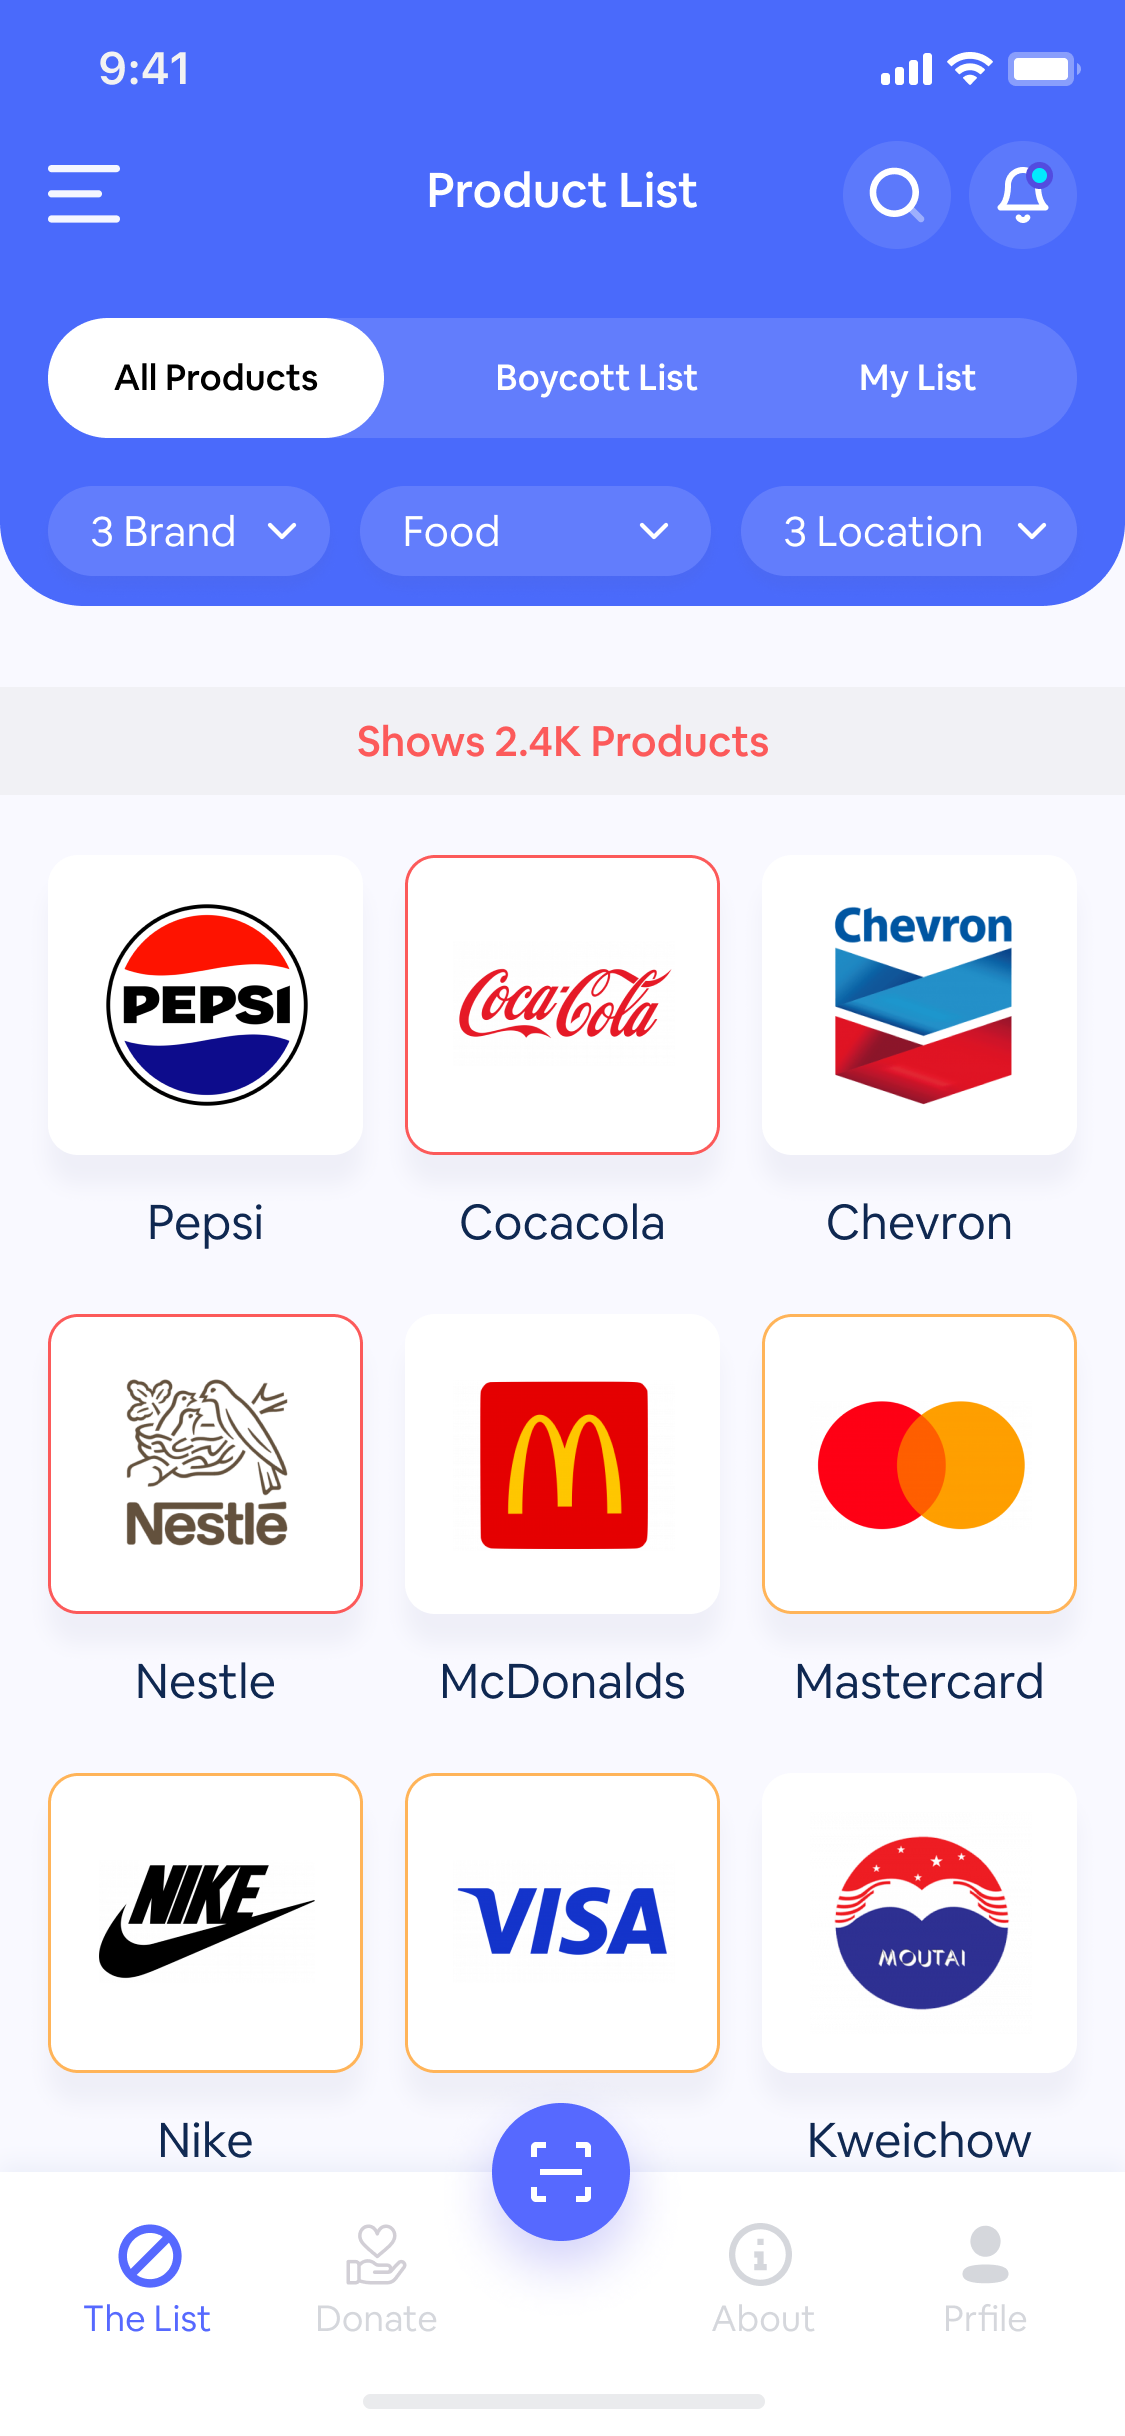 9:41
Product List
All Products Boycott List My List
3 Brand Food 3 Location
Shows 2.4K Products
PEPSI Coca-Cola Chevron
Pepsi Cocacola Chevron
Nestlé
Nestle McDonalds Mastercard
NIKE VISA MOUTAI
Nike Kweichow
The List Donate About Prfile